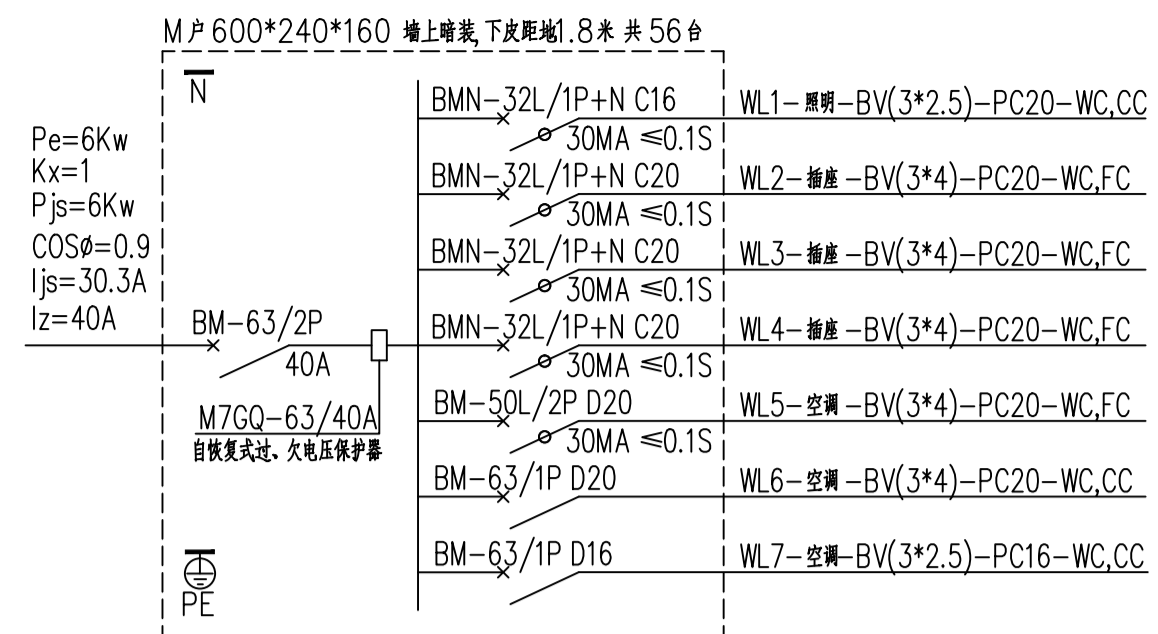 M户600*240*160 墙上暗装,下皮距地1.8米 共56台
N
Pe=6Kw
Kx=1
Pjs=6Kw
COSø=0.9
Ijs=30.3A
Iz=40A
BM-63/2P
40A
M7GQ-63/40A
自恢复式过、欠电压保护器
PE
BMN-32L/1P+N C16
30MA ≤0.1S
WL1-照明-BV(3*2.5)-PC20-WC,CC
BMN-32L/1P+N C20
30MA ≤0.1S
WL2-插座-BV(3*4)-PC20-WC,FC
BMN-32L/1P+N C20
30MA ≤0.1S
WL3-插座-BV(3*4)-PC20-WC,FC
BMN-32L/1P+N C20
30MA ≤0.1S
WL4-插座-BV(3*4)-PC20-WC,FC
BM-50L/2P D20
30MA ≤0.1S
WL5-空调-BV(3*4)-PC20-WC,FC
BM-63/1P D20
WL6-空调-BV(3*4)-PC20-WC,CC
BM-63/1P D16
WL7-空调-BV(3*2.5)-PC16-WC,CC